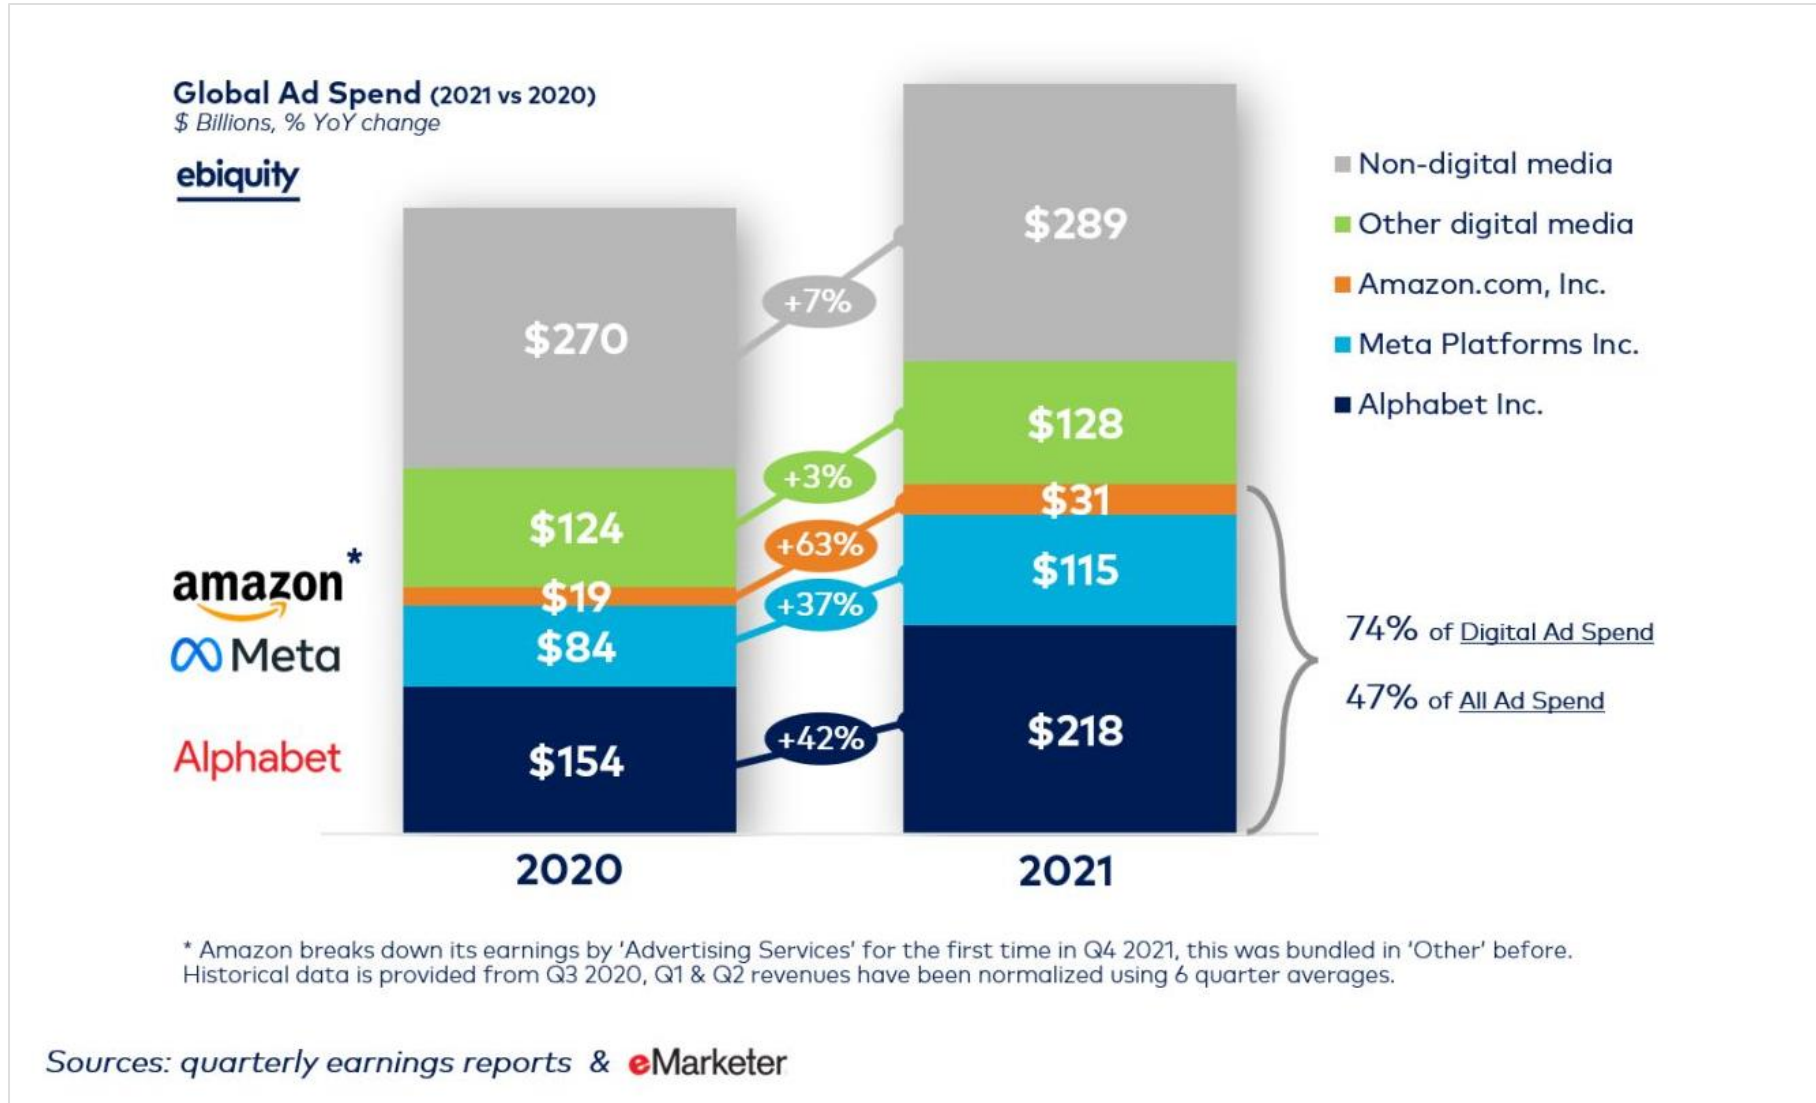 Global Ad Spend (2021 vs 2020)
$ Billions, % YoY change
ebiquity
$270
$124
$19
$84
$154
+7%
+3%
+63%
+37%
+42%
$289
$128
$31
$115
$218
Non-digital media
Other digital media
Amazon.com, Inc.
Meta Platforms Inc.
Alphabet Inc.
amazon*
Meta
Alphabet
74% of Digital Ad Spend
47% of All Ad Spend
2020
2021
* Amazon breaks down its earnings by ‘Advertising Services’ for the first time in Q4 2021, this was bundled in ‘Other’ before.
Historical data is provided from Q3 2020, Q1 & Q2 revenues have been normalized using 6 quarter averages.
Sources: quarterly earnings reports & eMarketer